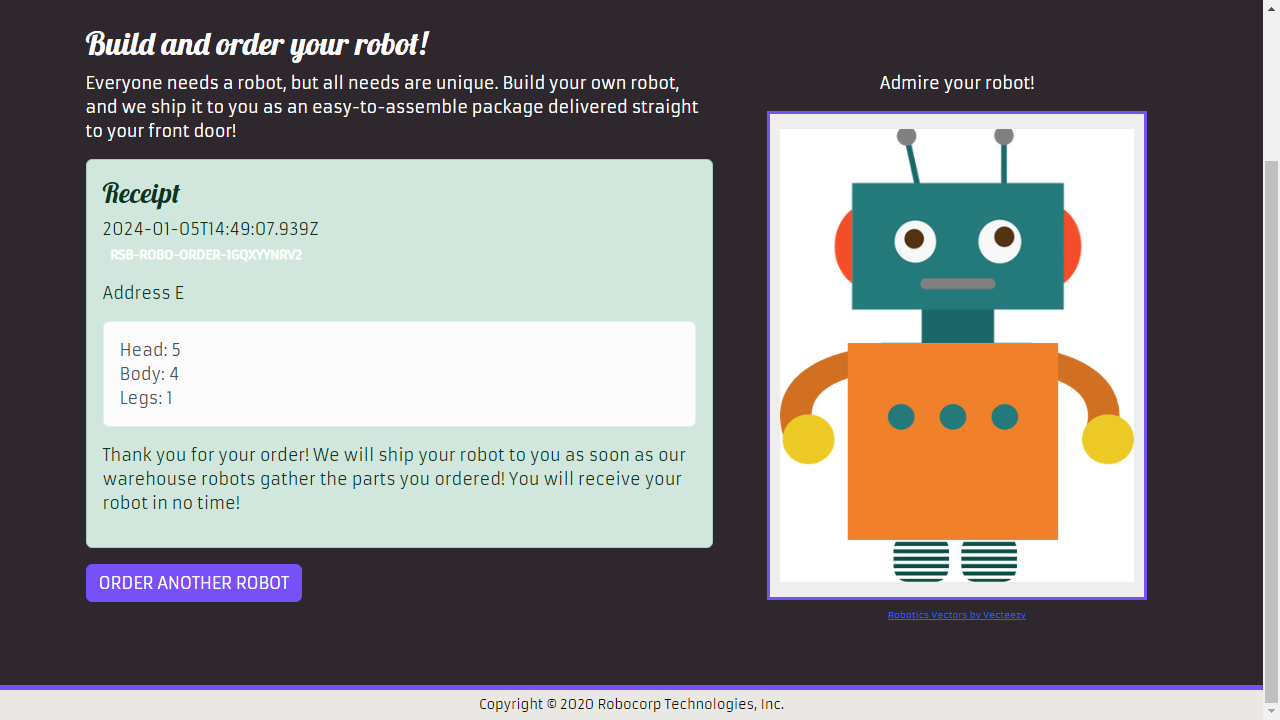 Build and order your robot!
Everyone needs a robot, but all needs are unique. Build your own robot,
and we ship it to you as an easy-to-assemble package delivered straight
to your front door!
Receipt
2024-01-05T14:49:07.939Z
RSB-ROBO-ORDER-1GQXYYNRV2
Address E
Head: 5
Body: 4
Legs: 1
Thank you for your order! We will ship your robot to you as soon as our
warehouse robots gather the parts you ordered! You will receive your
robot in no time!
ORDER ANOTHER ROBOT
Admire your robot!
Robotics Vectors by Vecteezy
Copyright © 2020 Robocorp Technologies, Inc.